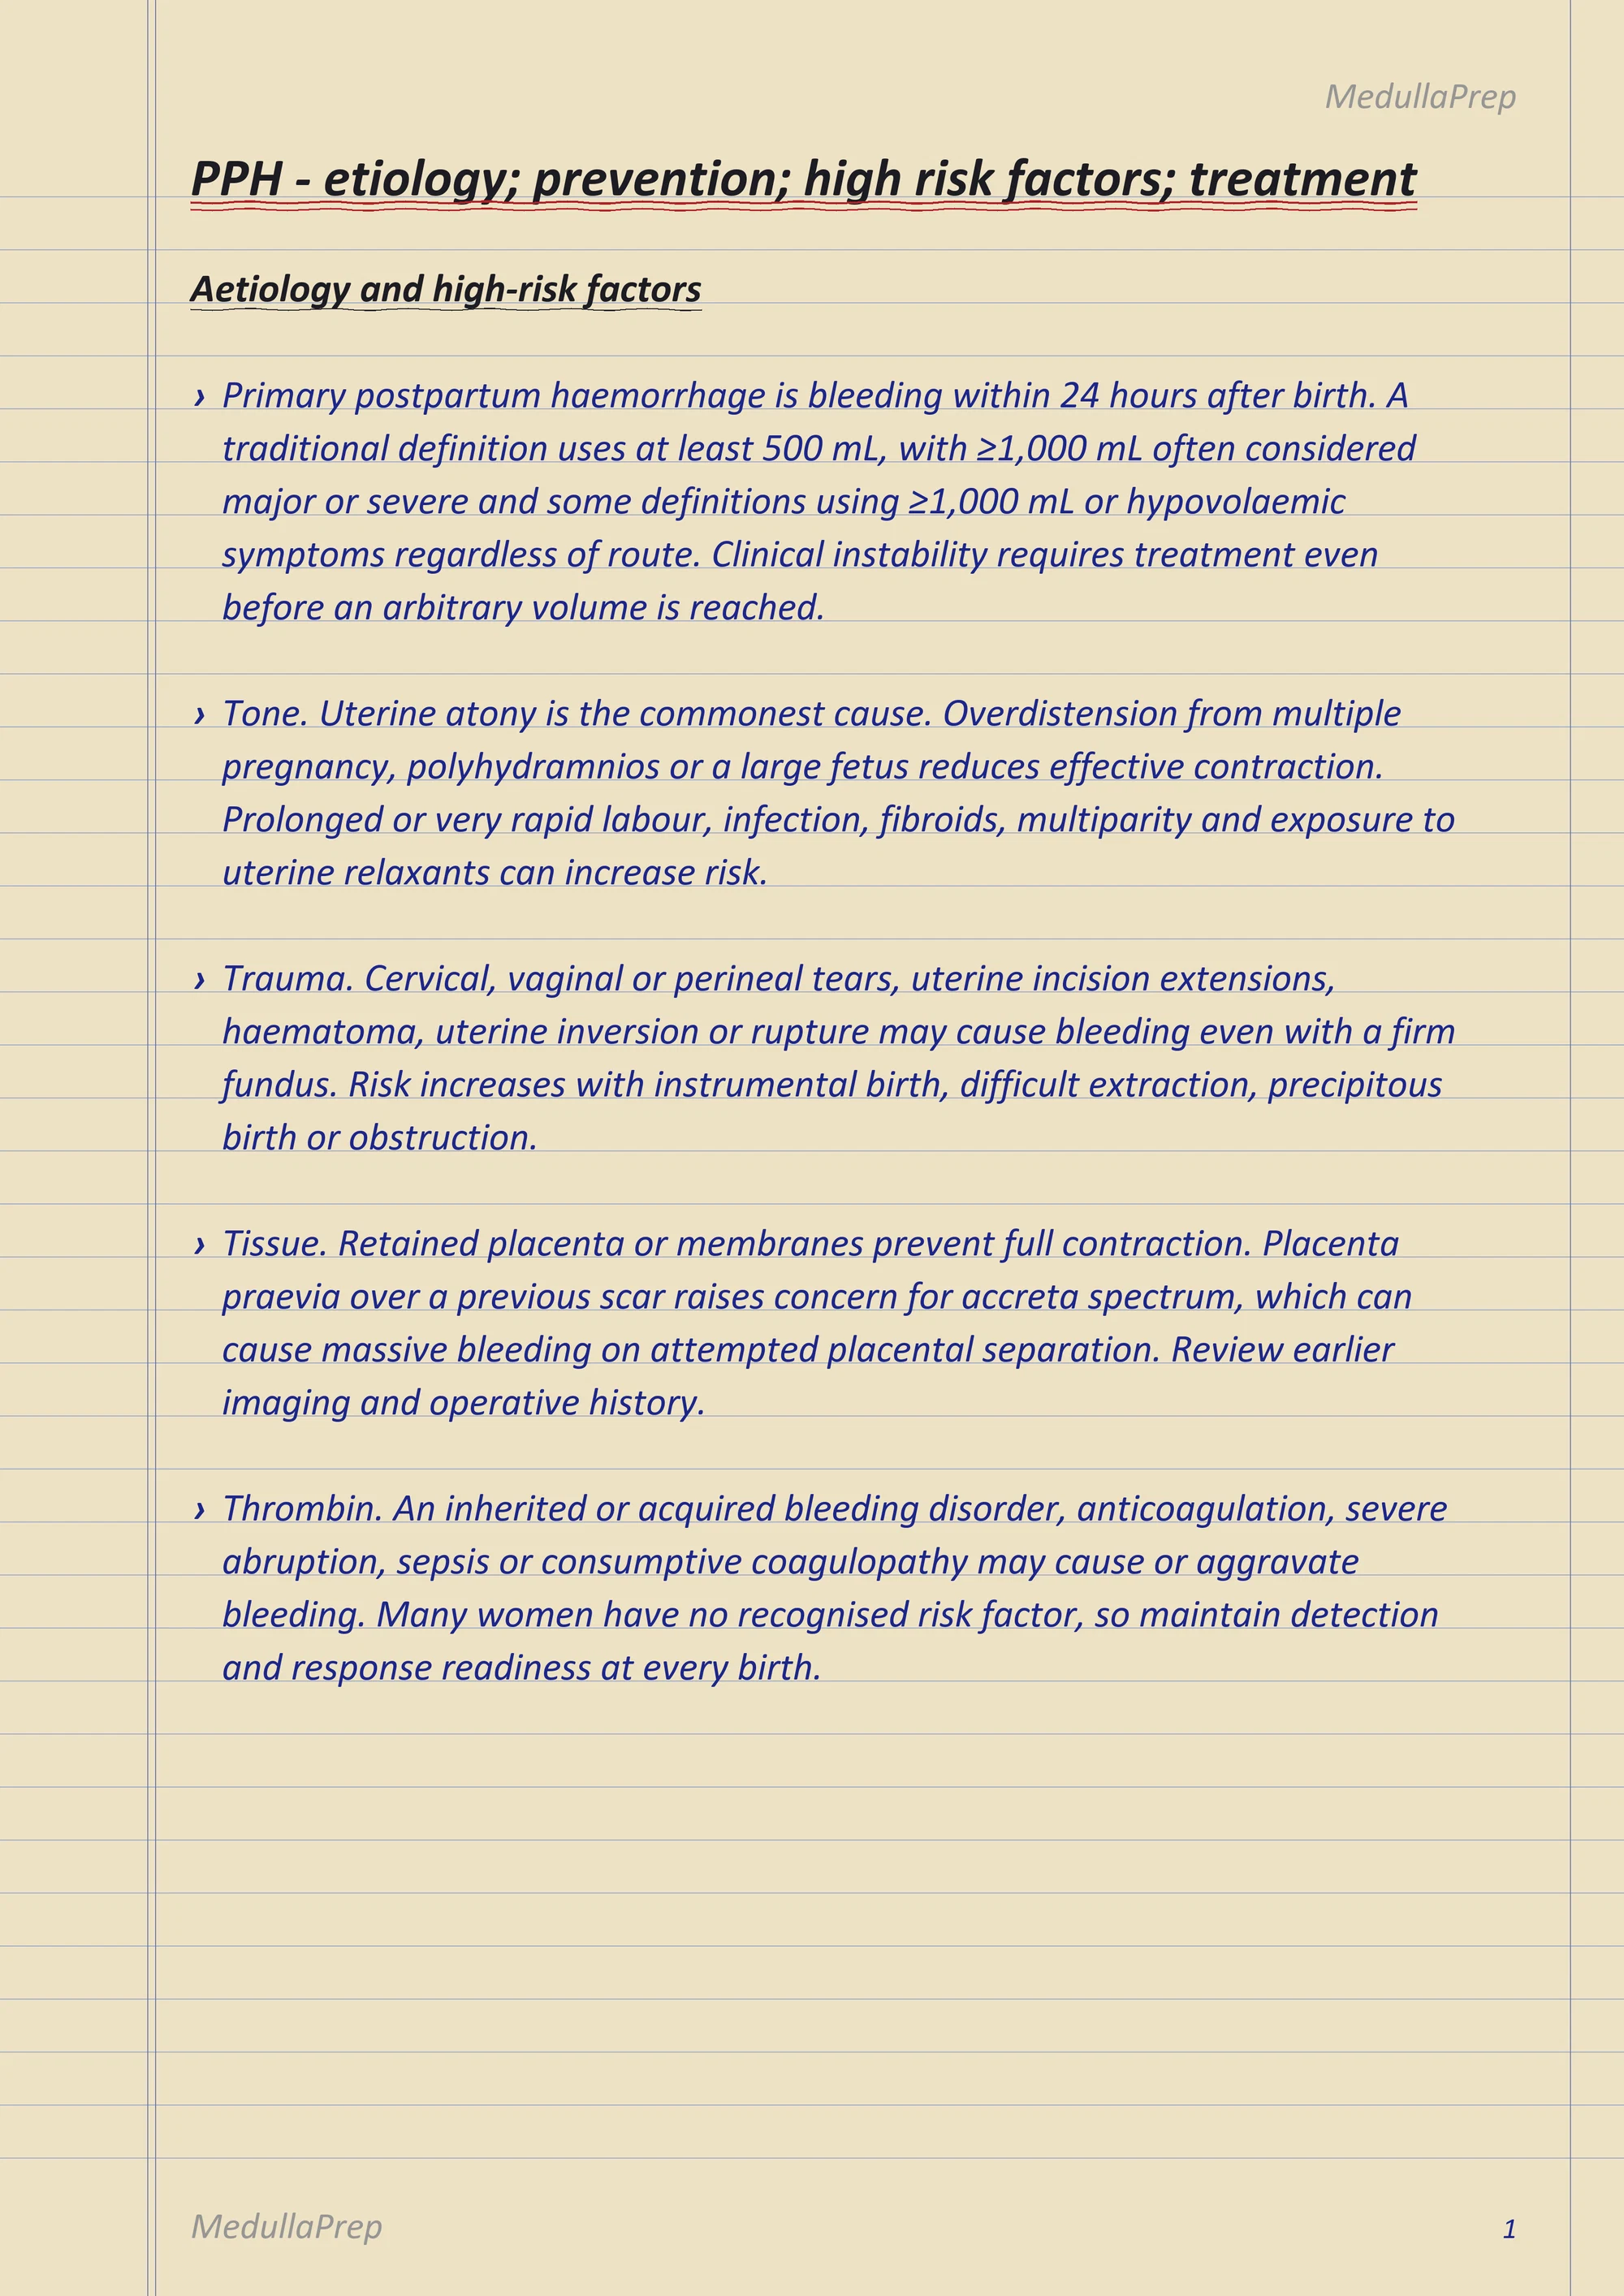 MedullaPrep
PPH - etiology; prevention; high risk factors; treatment
Aetiology and high-risk factors
› Primary postpartum haemorrhage is bleeding within 24 hours after birth. A
traditional definition uses at least 500 mL, with ≥1,000 mL often considered
major or severe and some definitions using ≥1,000 mL or hypovolaemic
symptoms regardless of route. Clinical instability requires treatment even
before an arbitrary volume is reached.
› Tone. Uterine atony is the commonest cause. Overdistension from multiple
pregnancy, polyhydramnios or a large fetus reduces effective contraction.
Prolonged or very rapid labour, infection, fibroids, multiparity and exposure to
uterine relaxants can increase risk.
› Trauma. Cervical, vaginal or perineal tears, uterine incision extensions,
haematoma, uterine inversion or rupture may cause bleeding even with a firm
fundus. Risk increases with instrumental birth, difficult extraction, precipitous
birth or obstruction.
› Tissue. Retained placenta or membranes prevent full contraction. Placenta
praevia over a previous scar raises concern for accreta spectrum, which can
cause massive bleeding on attempted placental separation. Review earlier
imaging and operative history.
› Thrombin. An inherited or acquired bleeding disorder, anticoagulation, severe
abruption, sepsis or consumptive coagulopathy may cause or aggravate
bleeding. Many women have no recognised risk factor, so maintain detection
and response readiness at every birth.
MedullaPrep
1